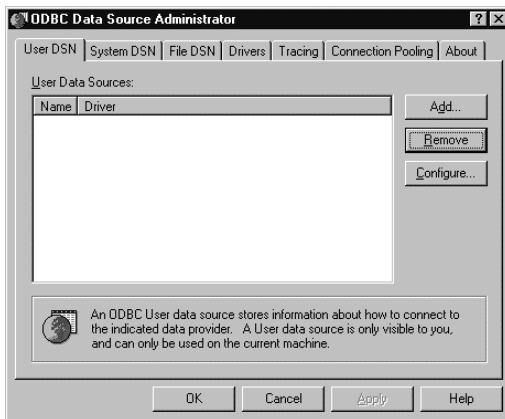 ODBC Data Source Administrator
User DSN System DSN File DSN Drivers Tracing Connection Pooling About
User Data Sources:
Name Driver
Add...
Remove
Configure...
An ODBC User data source stores information about how to connect to
the indicated data provider. A User data source is only visible to you,
and can only be used on the current machine.
OK Cancel Apply Help